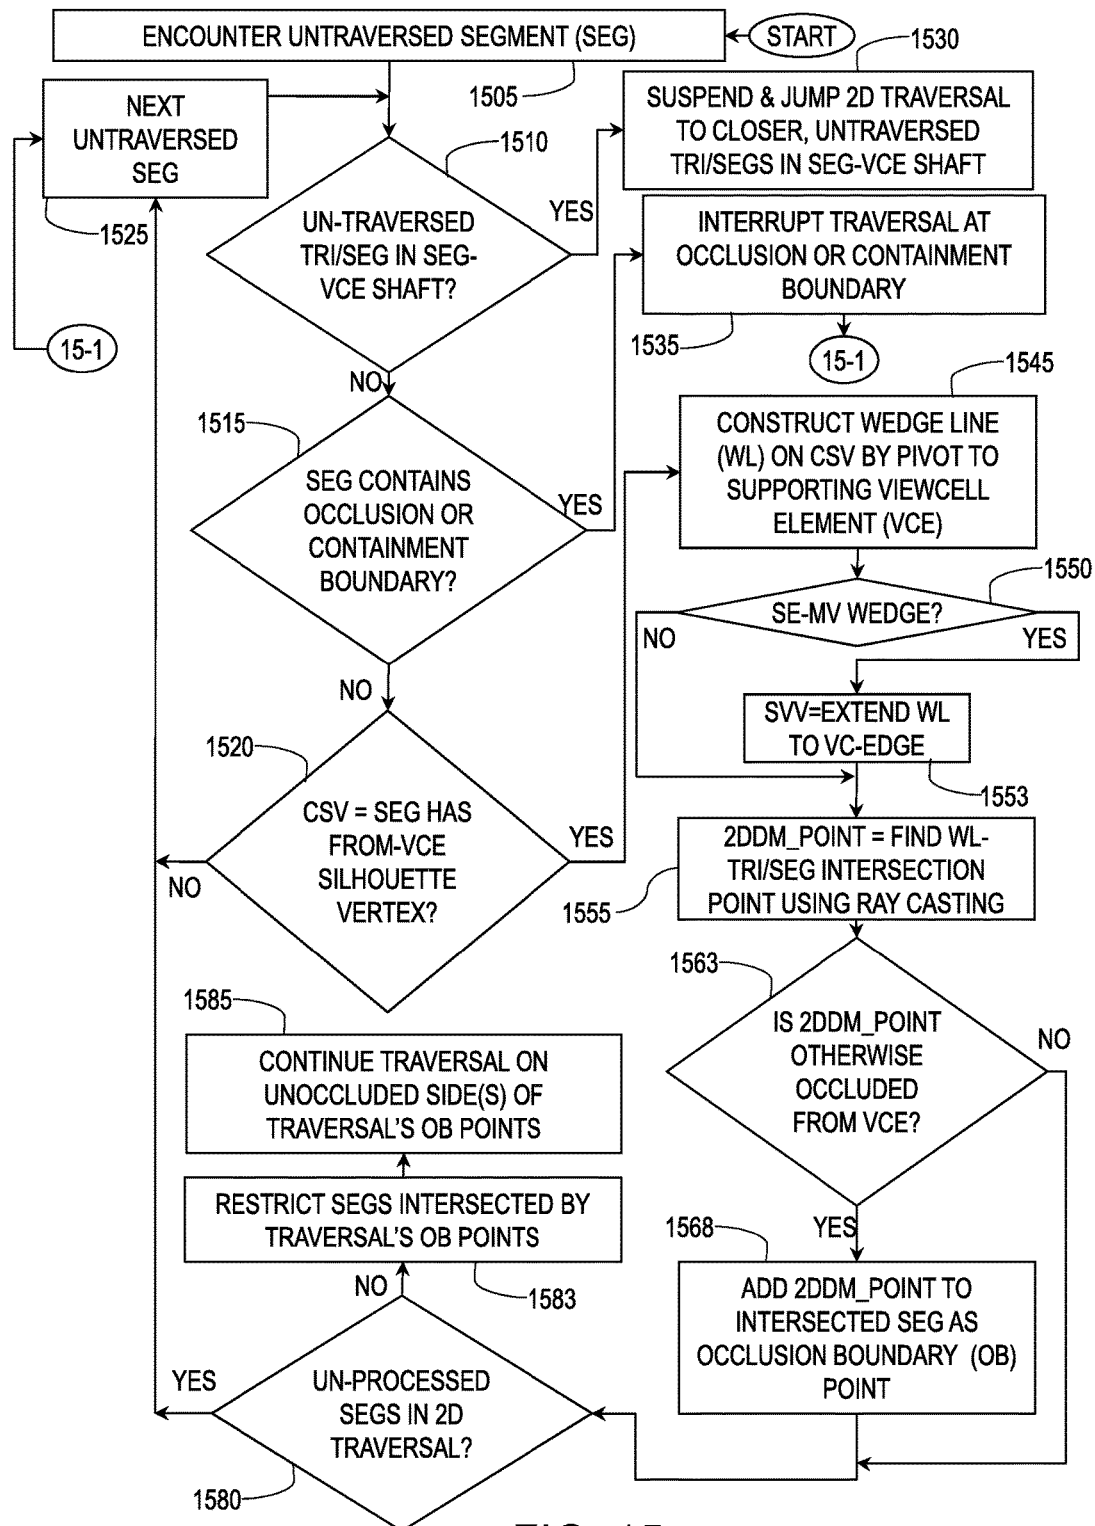 ENCOUNTER UNTRAVERSED SEGMENT (SEG)
START
1505
1530
NEXT
UNTRAVERSED
SEG
1525
SUSPEND & JUMP 2D TRAVERSAL
TO CLOSER, UNTRAVERSED
TRI/SEGS IN SEG-VCE SHAFT
1510
UN-TRAVERSED
TRI/SEG IN SEG-
VCE SHAFT?
YES
NO
INTERRUPT TRAVERSAL AT
OCCLUSION OR CONTAINMENT
BOUNDARY
1535
15-1
15-1
1515
SEG CONTAINS
OCCLUSION OR
CONTAINMENT
BOUNDARY?
YES
NO
1545
CONSTRUCT WEDGE LINE
(WL) ON CSV BY PIVOT TO
SUPPORTING VIEWCELL
ELEMENT (VCE)
1550
SE-MV WEDGE?
NO
YES
SVV=EXTEND WL
TO VC-EDGE
1553
1520
CSV = SEG HAS
FROM-VCE
SILHOUETTE
VERTEX?
YES
NO
2DDM_POINT = FIND WL-
TRI/SEG INTERSECTION
POINT USING RAY CASTING
1555
1563
IS 2DDM_POINT
OTHERWISE
OCCLUDED
FROM VCE?
NO
YES
1568
ADD 2DDM_POINT TO
INTERSECTED SEG AS
OCCLUSION BOUNDARY (OB)
POINT
1585
CONTINUE TRAVERSAL ON
UNOCCLUDED SIDE(S) OF
TRAVERSAL'S OB POINTS
RESTRICT SEGS INTERSECTED BY
TRAVERSAL'S OB POINTS
1583
NO
YES
UN-PROCESSED
SEGS IN 2D
TRAVERSAL?
1580